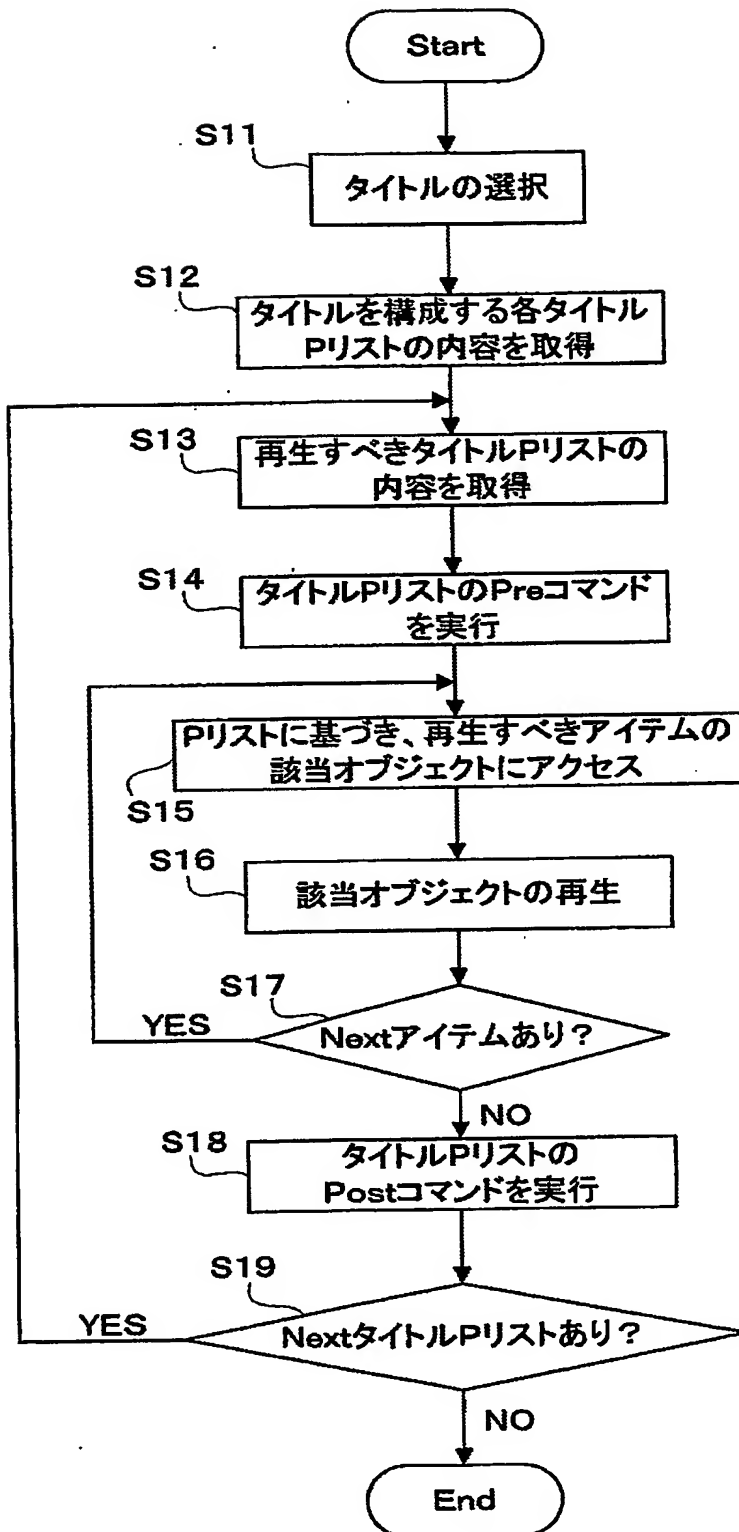 Start
S11
タイトルの選択
S12
タイトルを構成する各タイトル
Pリストの内容を取得
S13
再生すべきタイトルPリストの
内容を取得
S14
タイトルPリストのPreコマンド
を実行
Pリストに基づき、再生すべきアイテムの
該当オブジェクトにアクセス
S15
S16
該当オブジェクトの再生
S17
YES
Nextアイテムあり?
NO
S18
タイトルPリストの
Postコマンドを実行
S19
YES
NextタイトルPリストあり?
NO
End